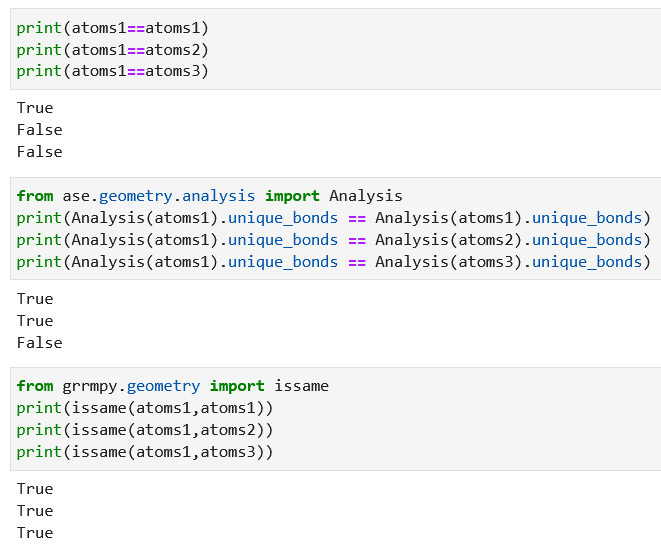 print(atoms1==atoms1)
print(atoms1==atoms2)
print(atoms1==atoms3)
True
False
False
from ase.geometry.analysis import Analysis
print(Analysis(atoms1).unique_bonds == Analysis(atoms1).unique_bonds)
print(Analysis(atoms1).unique_bonds == Analysis(atoms2).unique_bonds)
print(Analysis(atoms1).unique_bonds == Analysis(atoms3).unique_bonds)
True
True
False
from grrmpy.geometry import issame
print(issame(atoms1,atoms1))
print(issame(atoms1,atoms2))
print(issame(atoms1,atoms3))
True
True
True